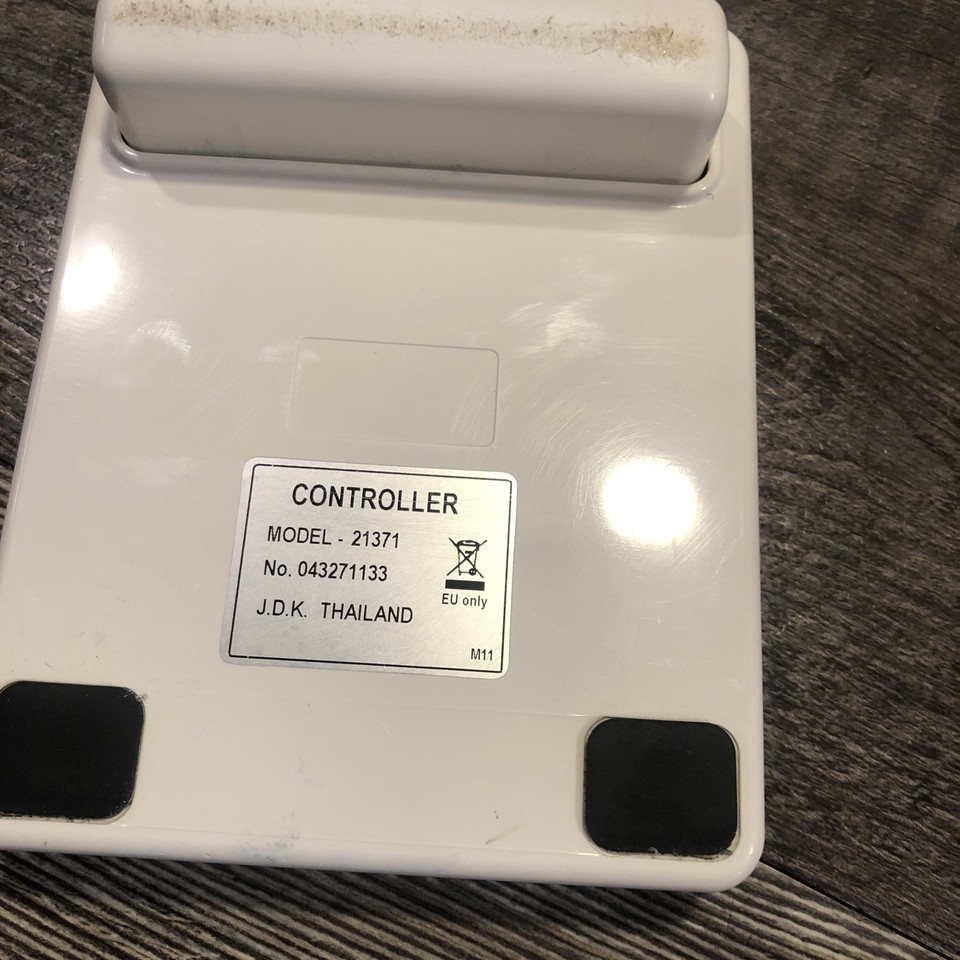 CONTROLLER
MODEL - 21371
No. 043271133
EU only
J.D.K. THAILAND
M11